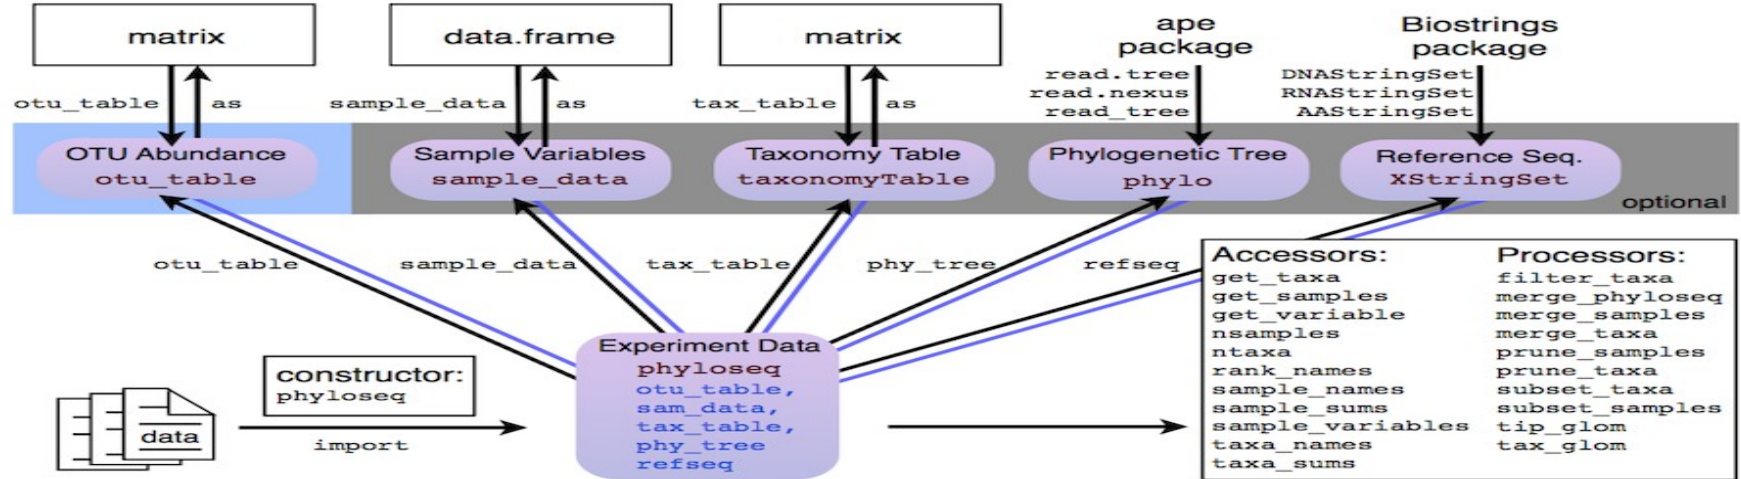 matrix
data.frame
matrix
ape
package
Biostrings
package
otu_table
as
sample_data
as
tax_table
as
read.tree
read.nexus
read_tree
DNAStringSet
RNAStringSet
AAStringSet
OTU Abundance
otu_table
Sample Variables
sample_data
Taxonomy Table
taxonomyTable
Phylogenetic Tree
phylo
Reference Seq.
XStringSet
optional
otu_table
sample_data
tax_table
phy_tree
refseq
data
constructor:
phyloseq
import
Experiment Data
phyloseq
otu_table,
sam_data,
tax_table,
phy_tree
refseq
Accessors:
get_taxa
get_samples
get_variable
nsamples
ntaxa
rank_names
sample_names
sample_sums
sample_variables
taxa_names
taxa_sums
Processors:
filter_taxa
merge_phyloseq
merge_samples
merge_taxa
prune_samples
prune_taxa
subset_taxa
subset_samples
tip_glom
tax_glom